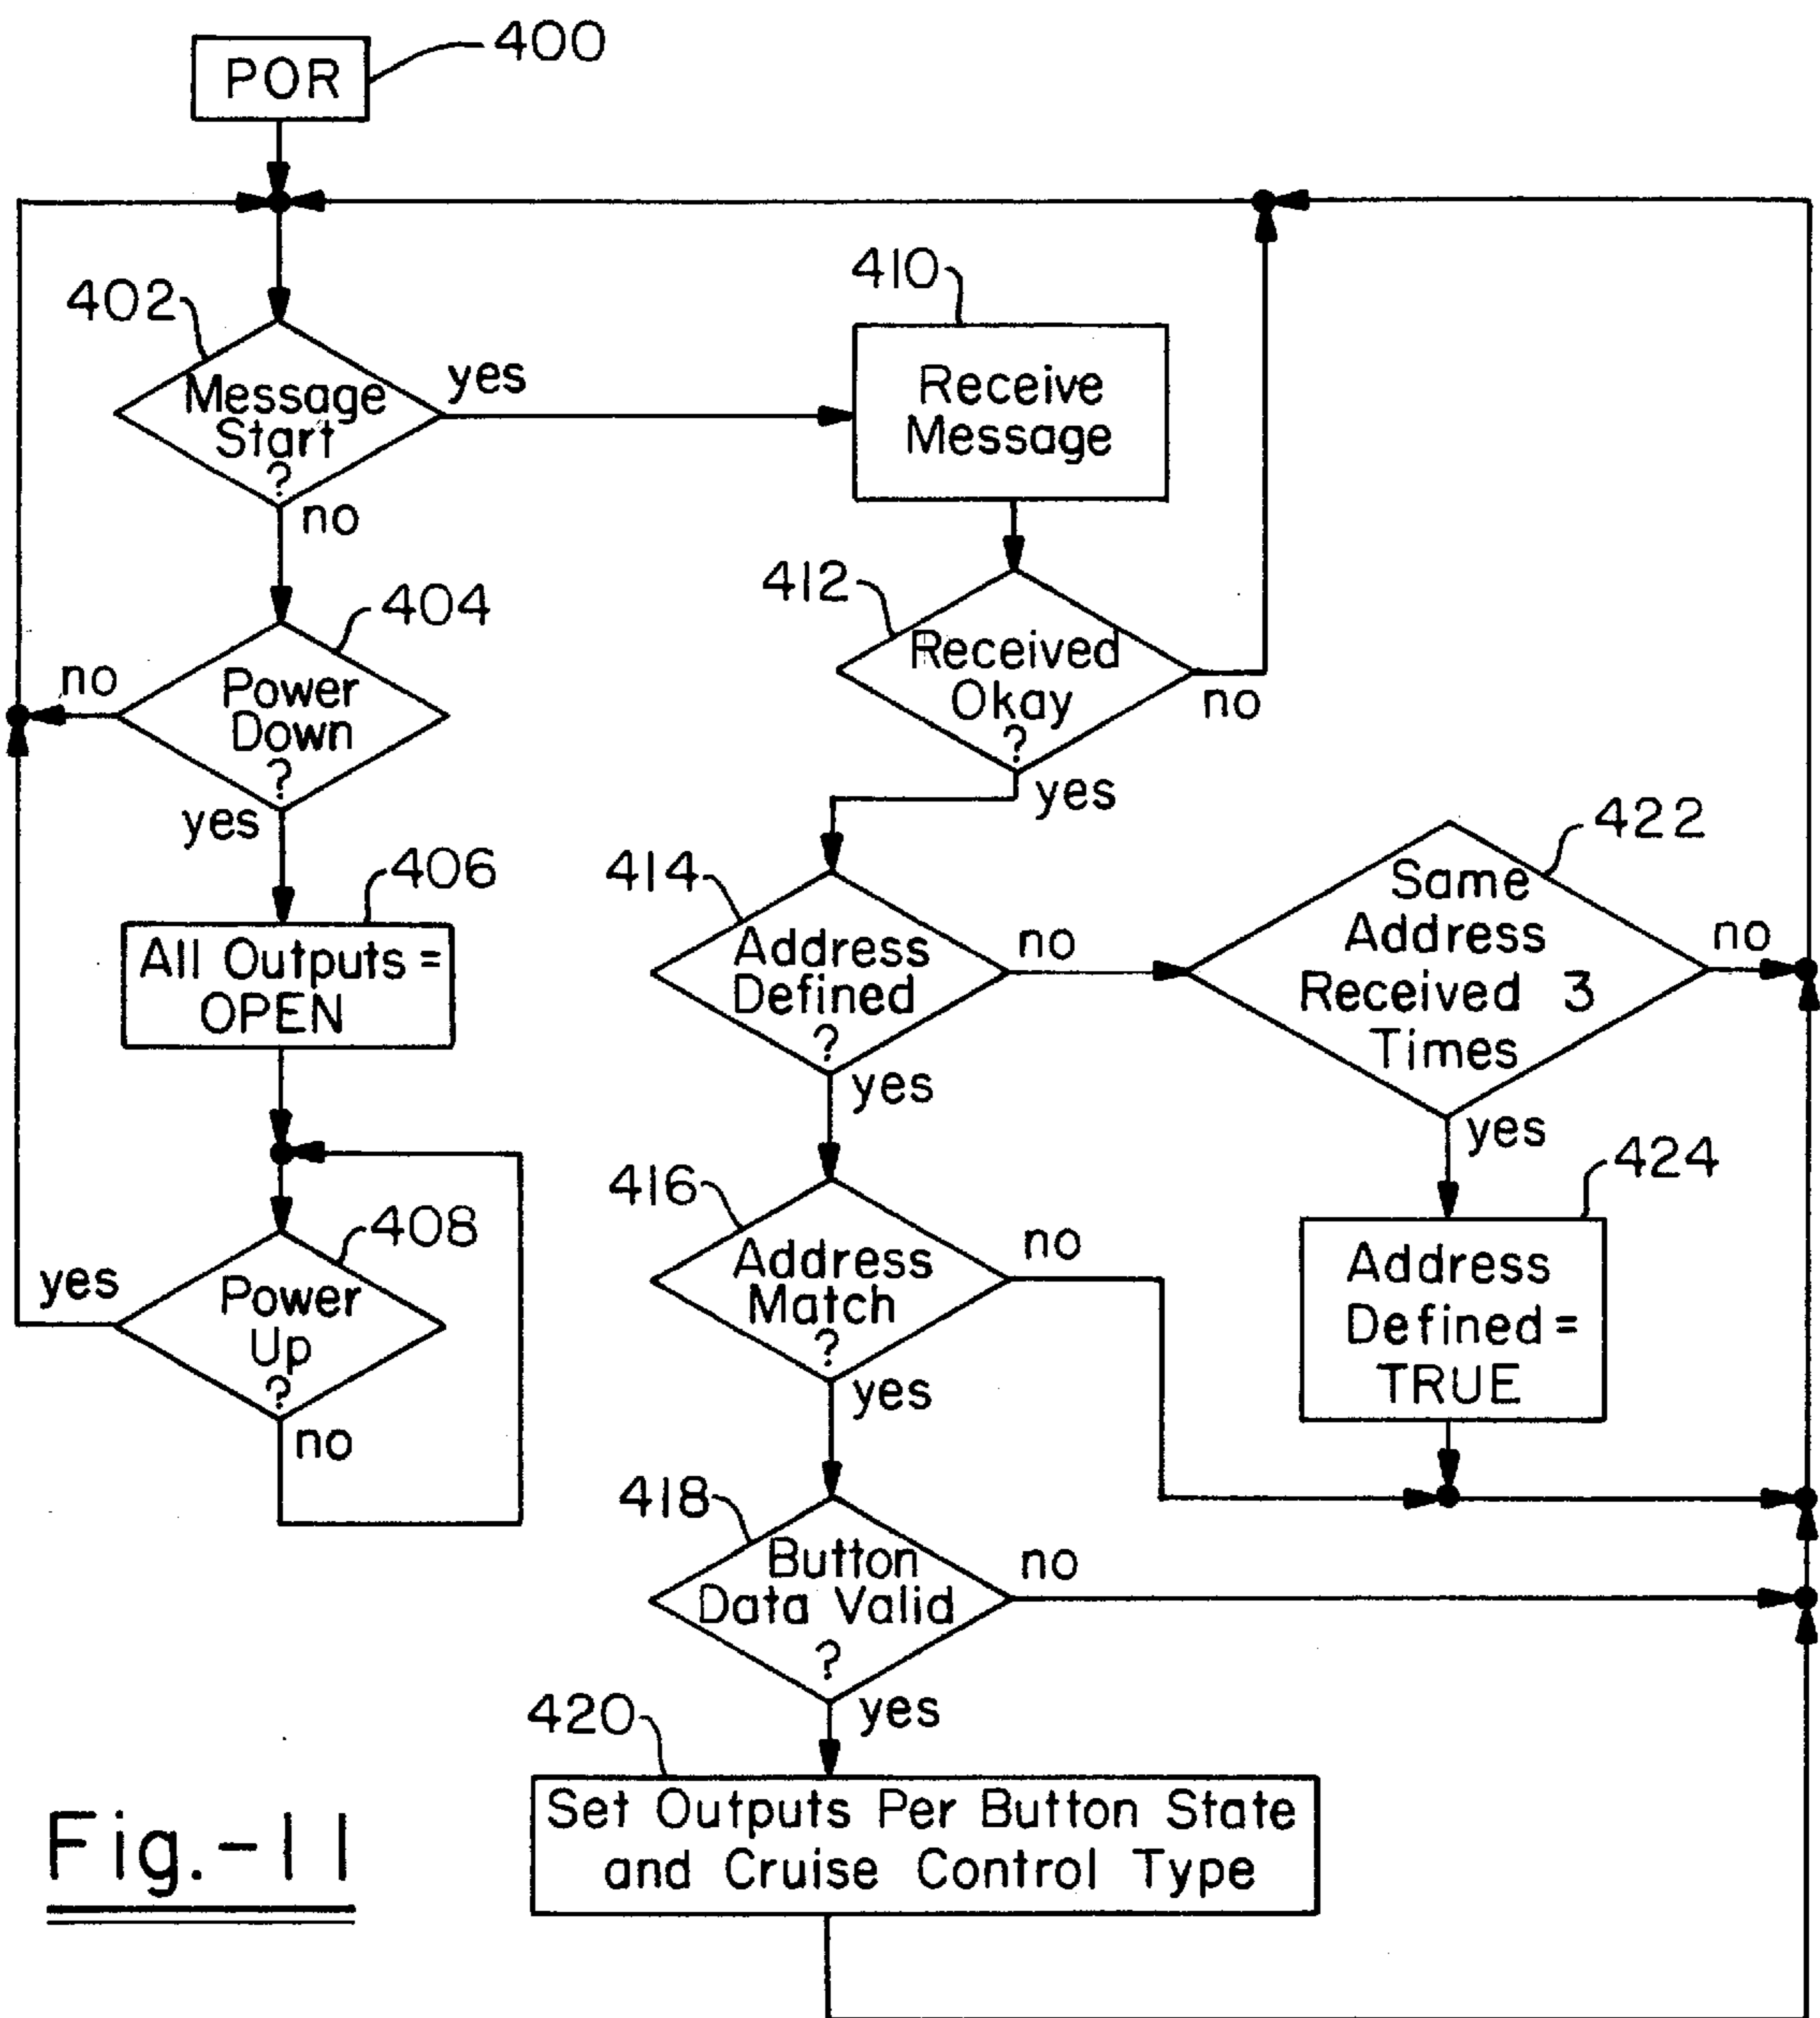 POR
400
402
Message
Start
?
yes
no
410
Receive
Message
404
Power
Down
?
no
yes
412
Received
Okay
?
no
yes
406
All Outputs =
OPEN
408
Power
Up
?
yes
no
414
Address
Defined
?
no
yes
422
Same
Address
Received 3
Times
no
yes
416
Address
Match
?
no
yes
424
Address
Defined =
TRUE
418
Button
Data Valid
?
no
yes
420
Set Outputs Per Button State
and Cruise Control Type
Fig.-11